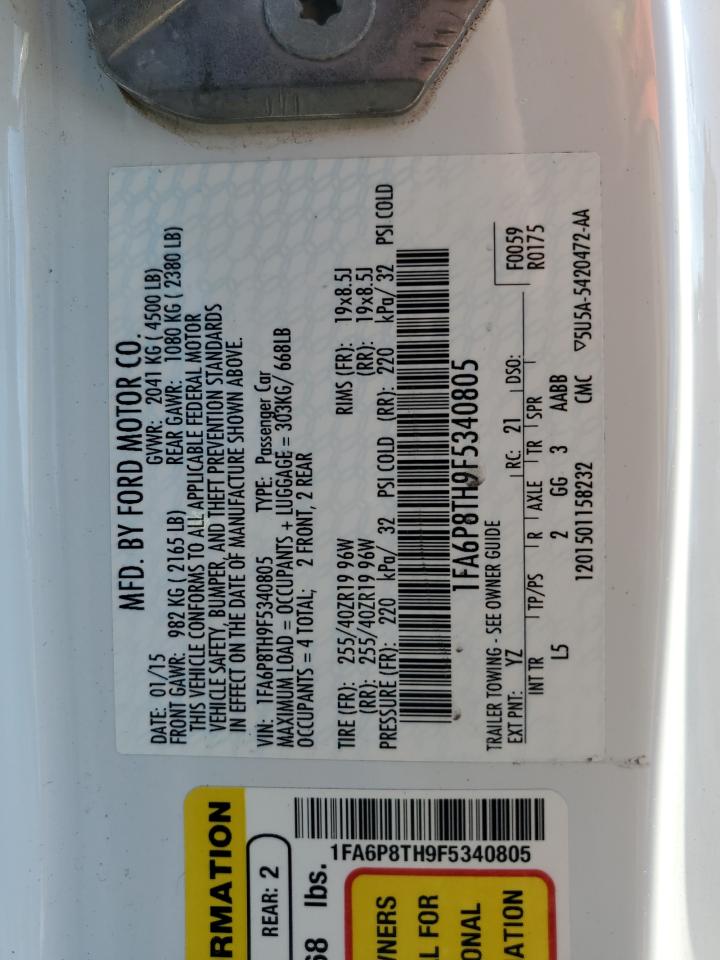 MFD. BY FORD MOTOR CO.
DATE: 01/15 GVWR: 2041 KG ( 4500 LB)
FRONT GAWR: 982 KG ( 2165 LB) REAR GAWR: 1080 KG ( 2380 LB)
THIS VEHICLE CONFORMS TO ALL APPLICABLE FEDERAL MOTOR
VEHICLE SAFETY, BUMPER, AND THEFT PREVENTION STANDARDS
IN EFFECT ON THE DATE OF MANUFACTURE SHOWN ABOVE.
VIN: 1FA6P8TH9F5340805 TYPE: Passenger Car
MAXIMUM LOAD = OCCUPANTS + LUGGAGE = 303KG/ 668LB
OCCUPANTS = 4 TOTAL; 2 FRONT, 2 REAR
TIRE (FR): 255/40ZR19 96W RIMS (FR): 19x8.5J
(RR): 255/40ZR19 96W (RR): 19x8.5J
PRESSURE (FR): 220 kPa/ 32 PSI COLD (RR): 220 kPa/ 32 PSI COLD
1FA6P8TH9F5340805
TRAILER TOWING - SEE OWNER GUIDE
EXT PNT: YZ RC: 21 DSO: F0059
R0175
INT TR TP/PS R AXLE TR SPR
L5 2 GG 3 AABB
1201501158232 CMC ▽5U5A-5420472-AA
RMATION
REAR: 2
68 lbs.
1FA6P8TH9F5340805
NERS
L FOR
ONAL
ATION